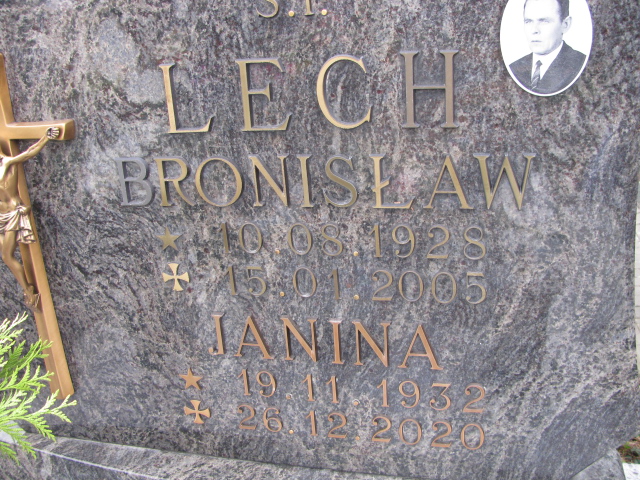 Ś.P.
LECH
BRONISŁAW
10.08.1928
15.01.2005
JANINA
19.11.1932
26.12.2020